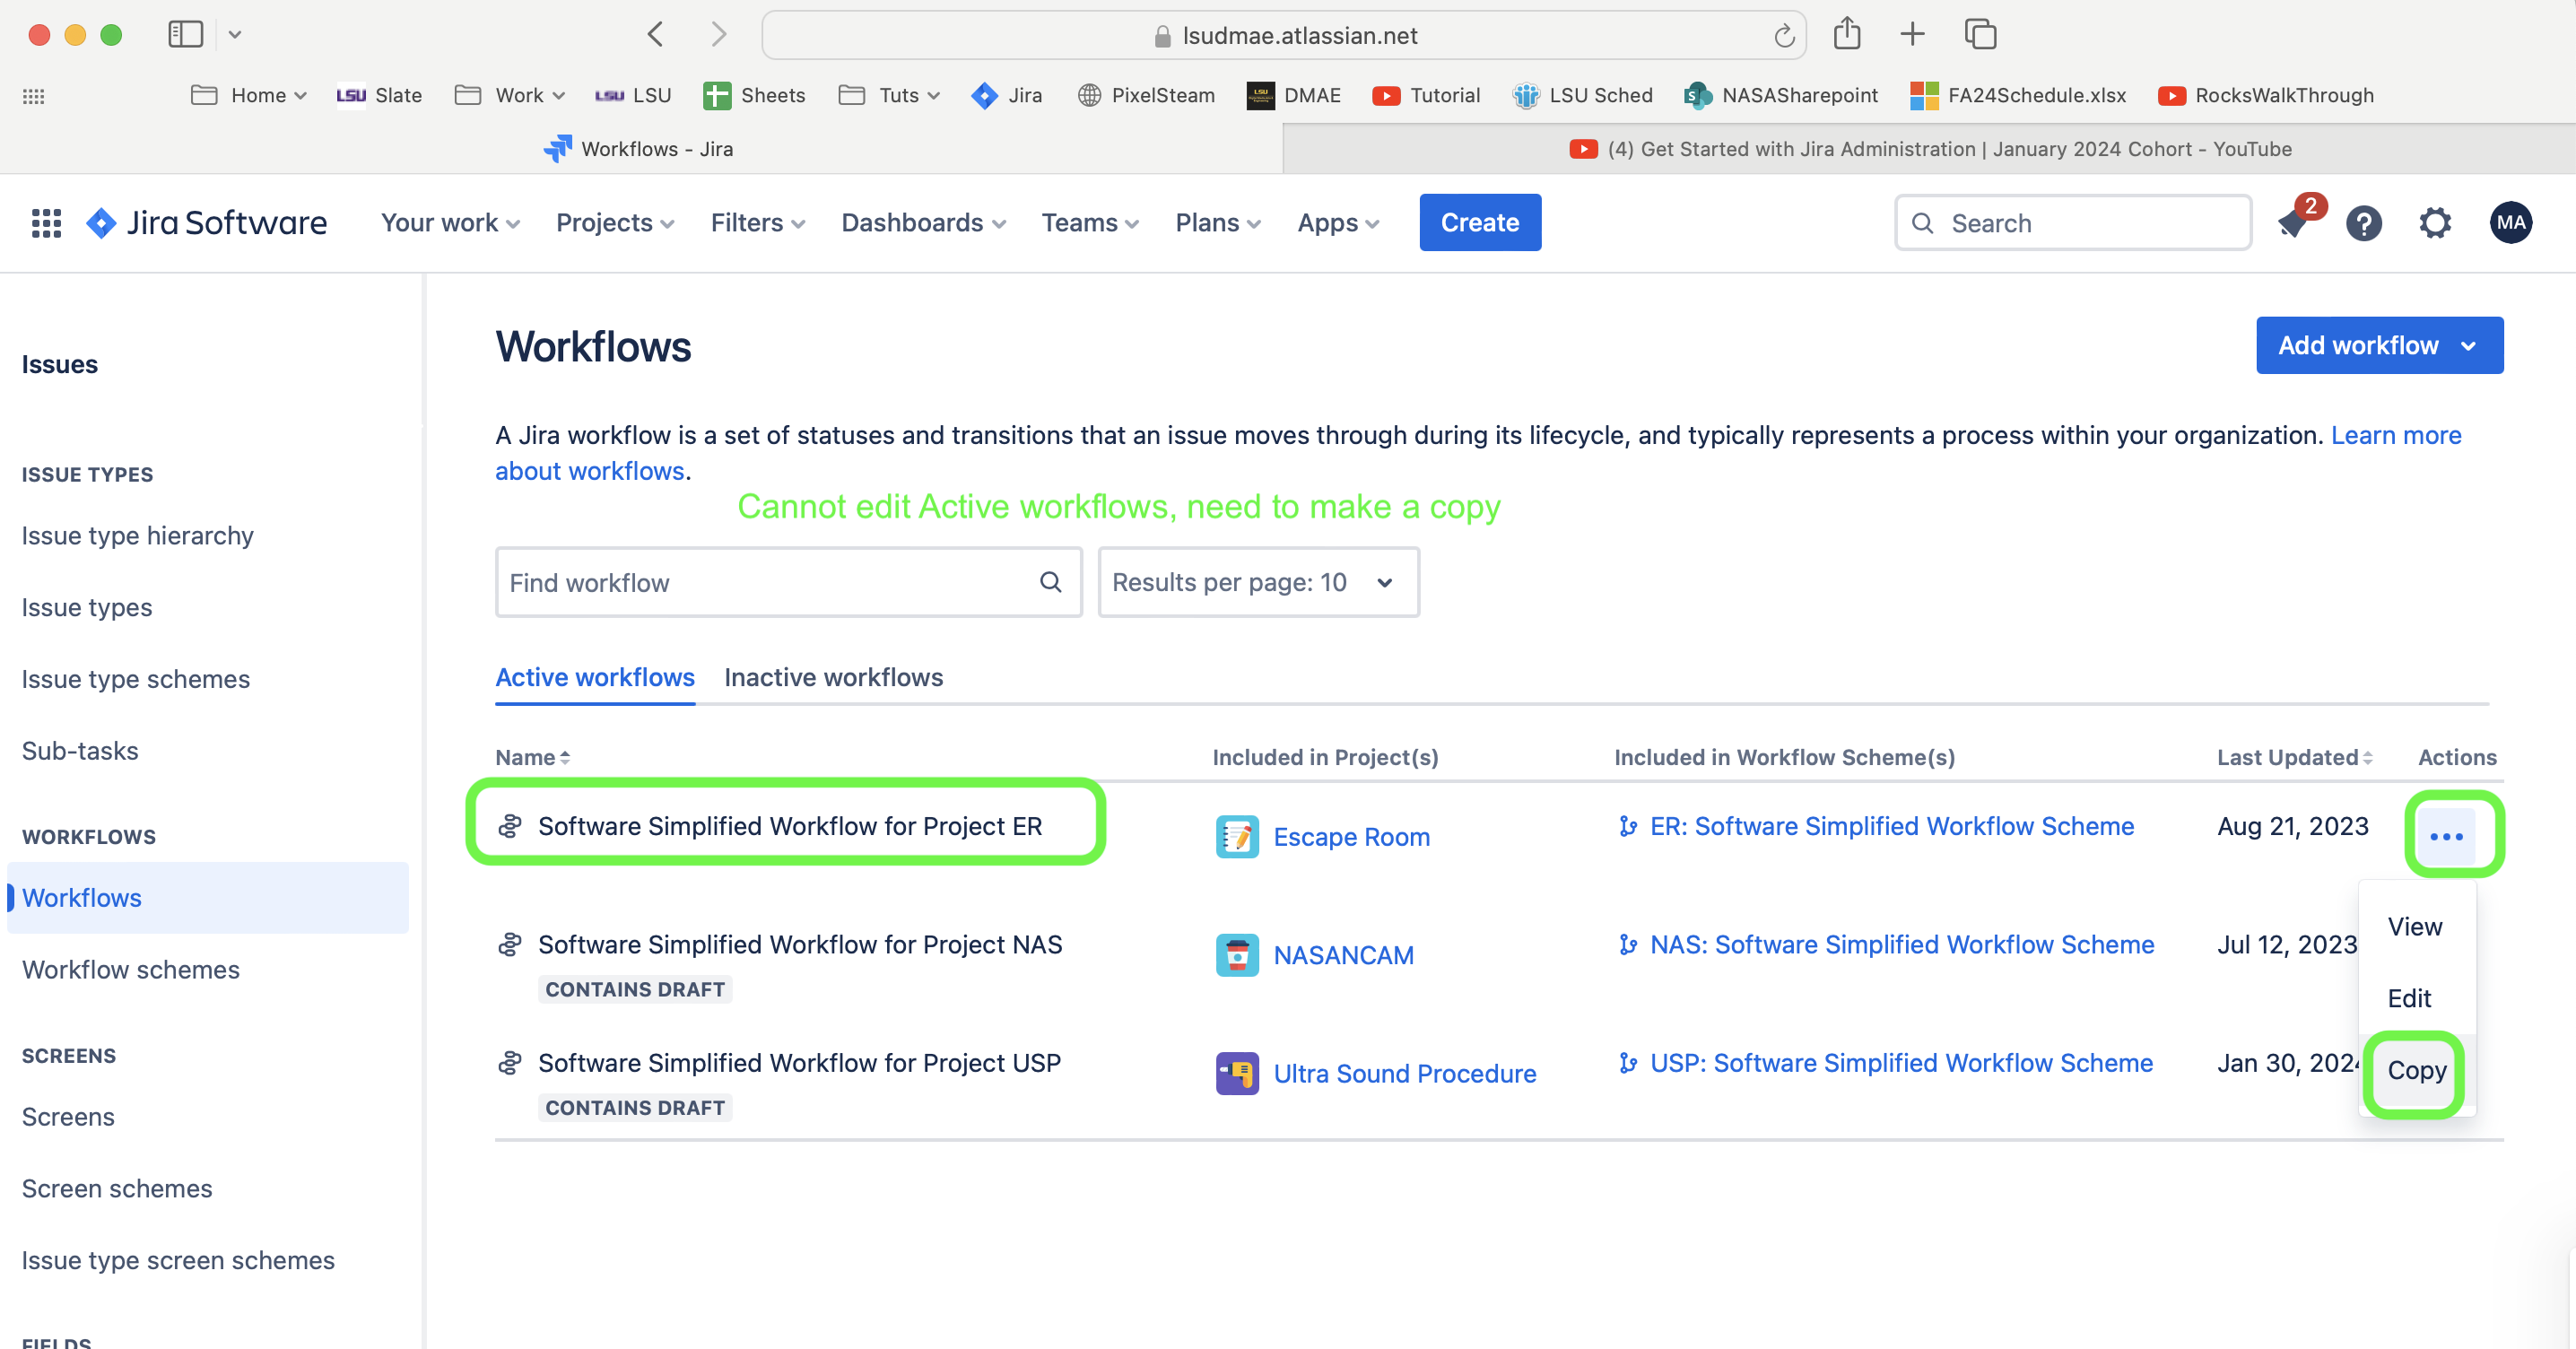 lsudmae.atlassian.net
Home LSU Slate Work LSU LSU Sheets Tuts Jira PixelSteam LSU DMAE Tutorial LSU Sched S NASASharepoint FA24Schedule.xlsx RocksWalkThrough
Workflows - Jira (4) Get Started with Jira Administration | January 2024 Cohort - YouTube
Jira Software Your work Projects Filters Dashboards Teams Plans Apps Create Search 2 ? MA
Issues
ISSUE TYPES
Issue type hierarchy
Issue types
Issue type schemes
Sub-tasks
WORKFLOWS
Workflows
Workflow schemes
SCREENS
Screens
Screen schemes
Issue type screen schemes
FIELDS
Workflows
Add workflow
A Jira workflow is a set of statuses and transitions that an issue moves through during its lifecycle, and typically represents a process within your organization. Learn more
about workflows.
Cannot edit Active workflows, need to make a copy
Find workflow Results per page: 10
Active workflows Inactive workflows
Name Included in Project(s) Included in Workflow Scheme(s) Last Updated Actions
Software Simplified Workflow for Project ER Escape Room ER: Software Simplified Workflow Scheme Aug 21, 2023
Software Simplified Workflow for Project NAS NASANCAM NAS: Software Simplified Workflow Scheme Jul 12, 2023
CONTAINS DRAFT
Software Simplified Workflow for Project USP Ultra Sound Procedure USP: Software Simplified Workflow Scheme Jan 30, 2024
CONTAINS DRAFT
View
Edit
Copy